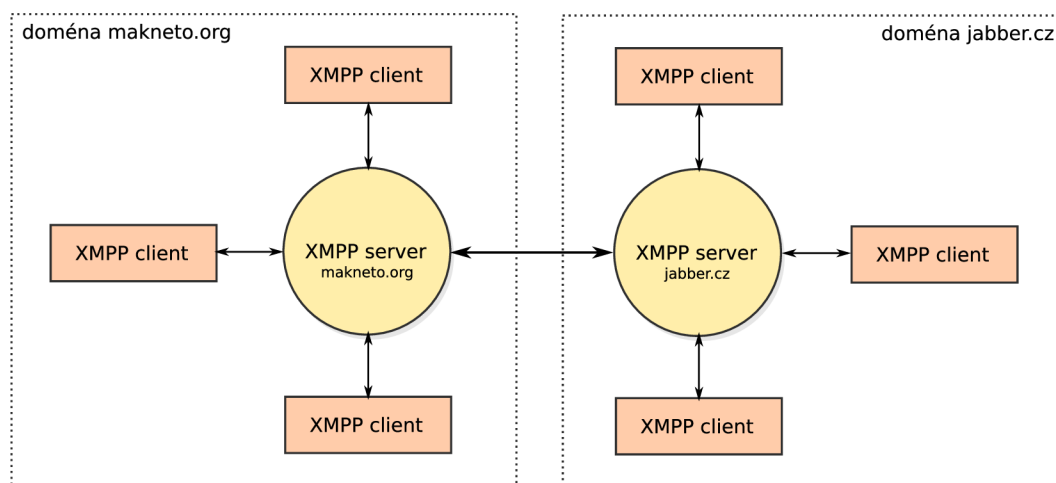 doména makneto.org
doména jabber.cz
XMPP client
XMPP client
XMPP client
XMPP server
makneto.org
XMPP server
jabber.cz
XMPP client
XMPP client
XMPP client